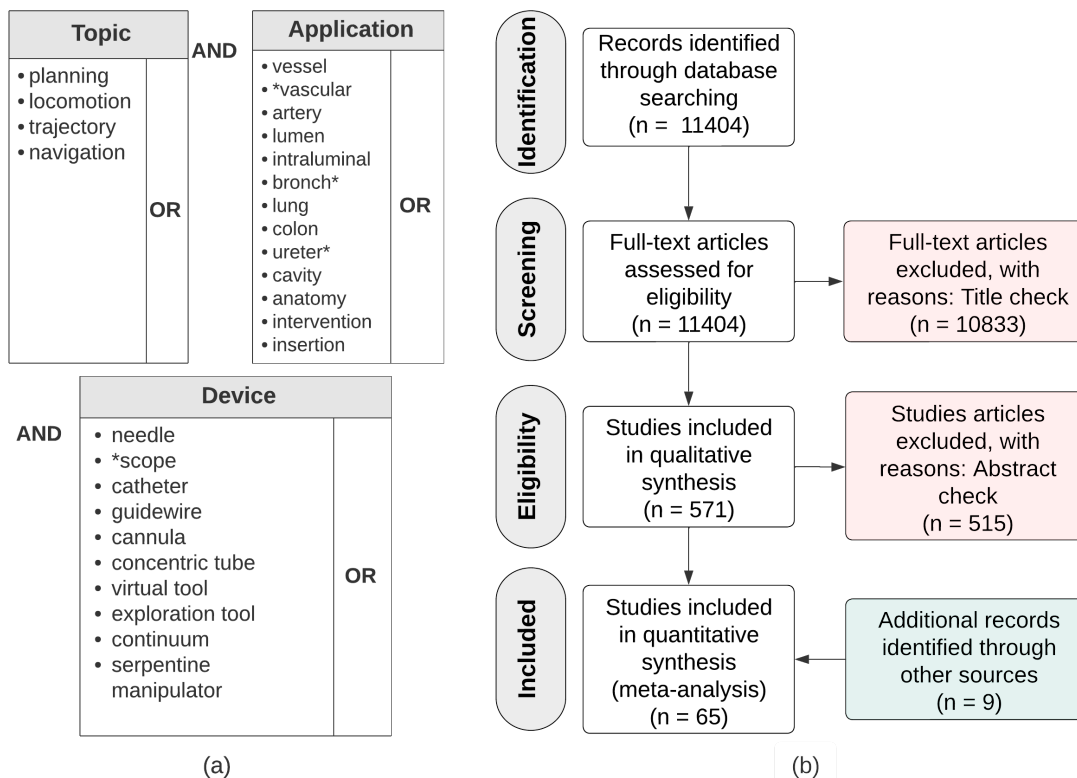 Topic
• planning
• locomotion
• trajectory
• navigation
OR
AND
Application
• vessel
• *vascular
• artery
• lumen
• intraluminal
• bronch*
• lung
• colon
• ureter*
• cavity
• anatomy
• intervention
• insertion
OR
AND
Device
• needle
• *scope
• catheter
• guidewire
• cannula
• concentric tube
• virtual tool
• exploration tool
• continuum
• serpentine
manipulator
OR
(a)
Identification
Records identified
through database
searching
(n = 11404)
Screening
Full-text articles
assessed for
eligibility
(n = 11404)
Full-text articles
excluded, with
reasons: Title check
(n = 10833)
Eligibility
Studies included
in qualitative
synthesis
(n = 571)
Studies articles
excluded, with
reasons: Abstract
check
(n = 515)
Included
Studies included
in quantitative
synthesis
(meta-analysis)
(n = 65)
Additional records
identified through
other sources
(n = 9)
(b)